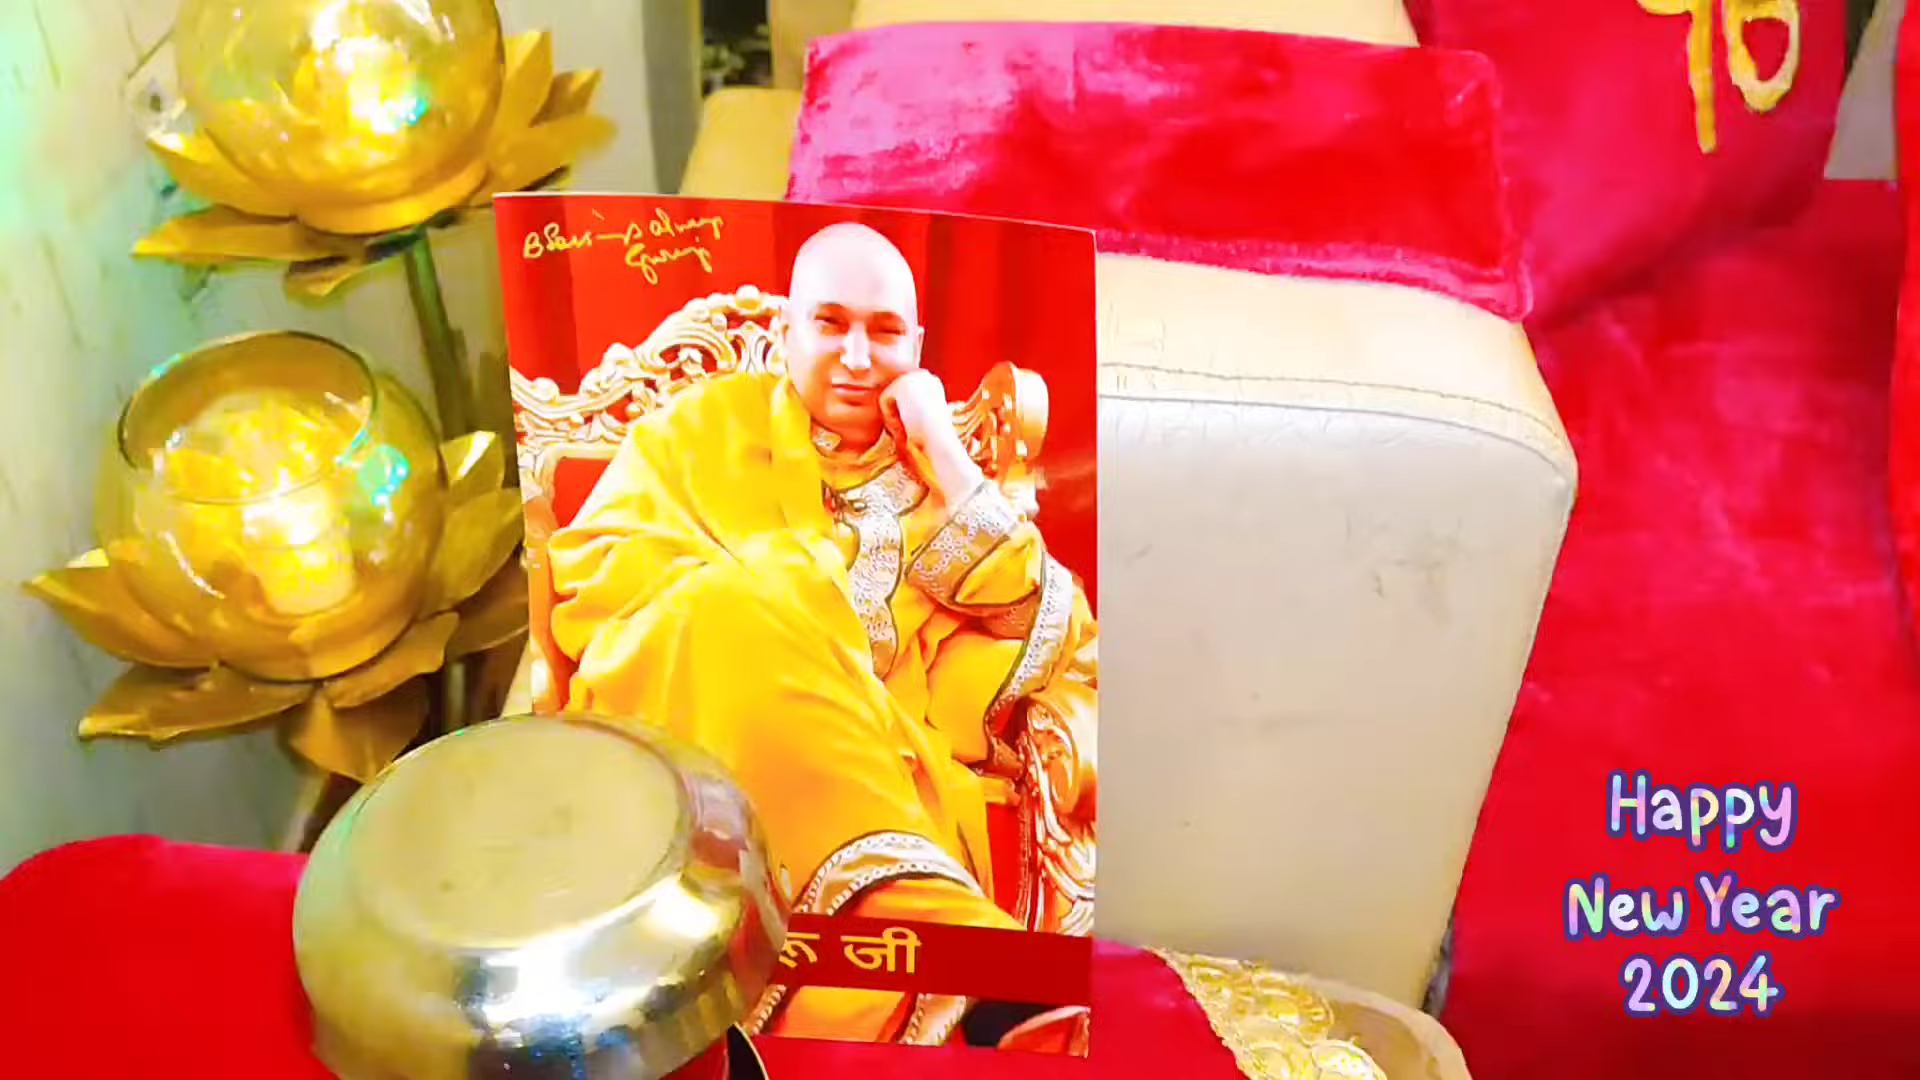 Blessings always
Guruji
जी
Happy
New Year
2024